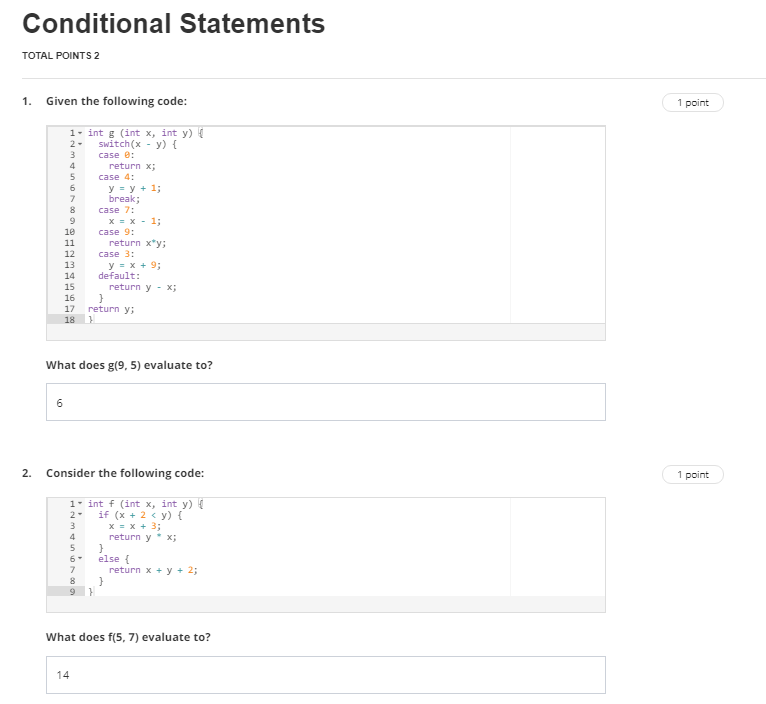 Conditional Statements
TOTAL POINTS 2
1. Given the following code:
1 point
1 int g (int x, int y) {
2 switch(x - y) {
3 case 0:
4 return x;
5 case 4:
6 y = y + 1;
7 break;
8 case 7:
9 x = x - 1;
10 case 9:
11 return x*y;
12 case 3:
13 y = x + 9;
14 default:
15 return y - x;
16 }
17 return y;
18 }
What does g(9, 5) evaluate to?
6
2. Consider the following code:
1 point
1 int f (int x, int y) {
2 if (x + 2 < y) {
3 x = x + 3;
4 return y * x;
5 }
6 else {
7 return x + y + 2;
8 }
9 }
What does f(5, 7) evaluate to?
14